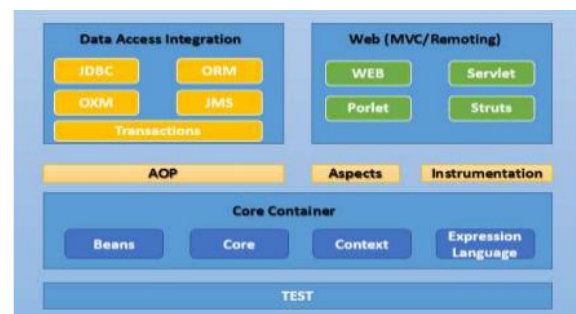 Data Access Integration
JDBC
ORM
OXM
JMS
Transactions
Web (MVC/Remoting)
WEB
Servlet
Porlet
Struts
AOP
Aspects
Instrumentation
Core Container
Beans
Core
Context
Expression
Language
TEST